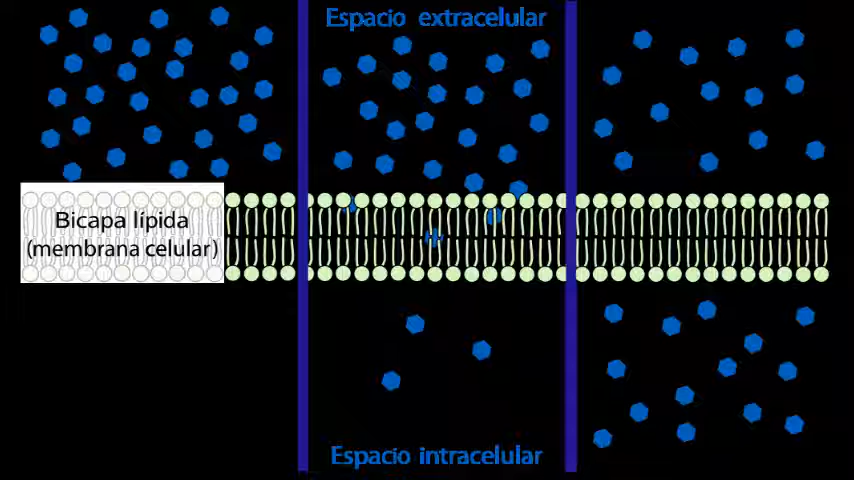 Espacio extracelular
Bicapa lípida
(membrana celular)
Espacio intracelular